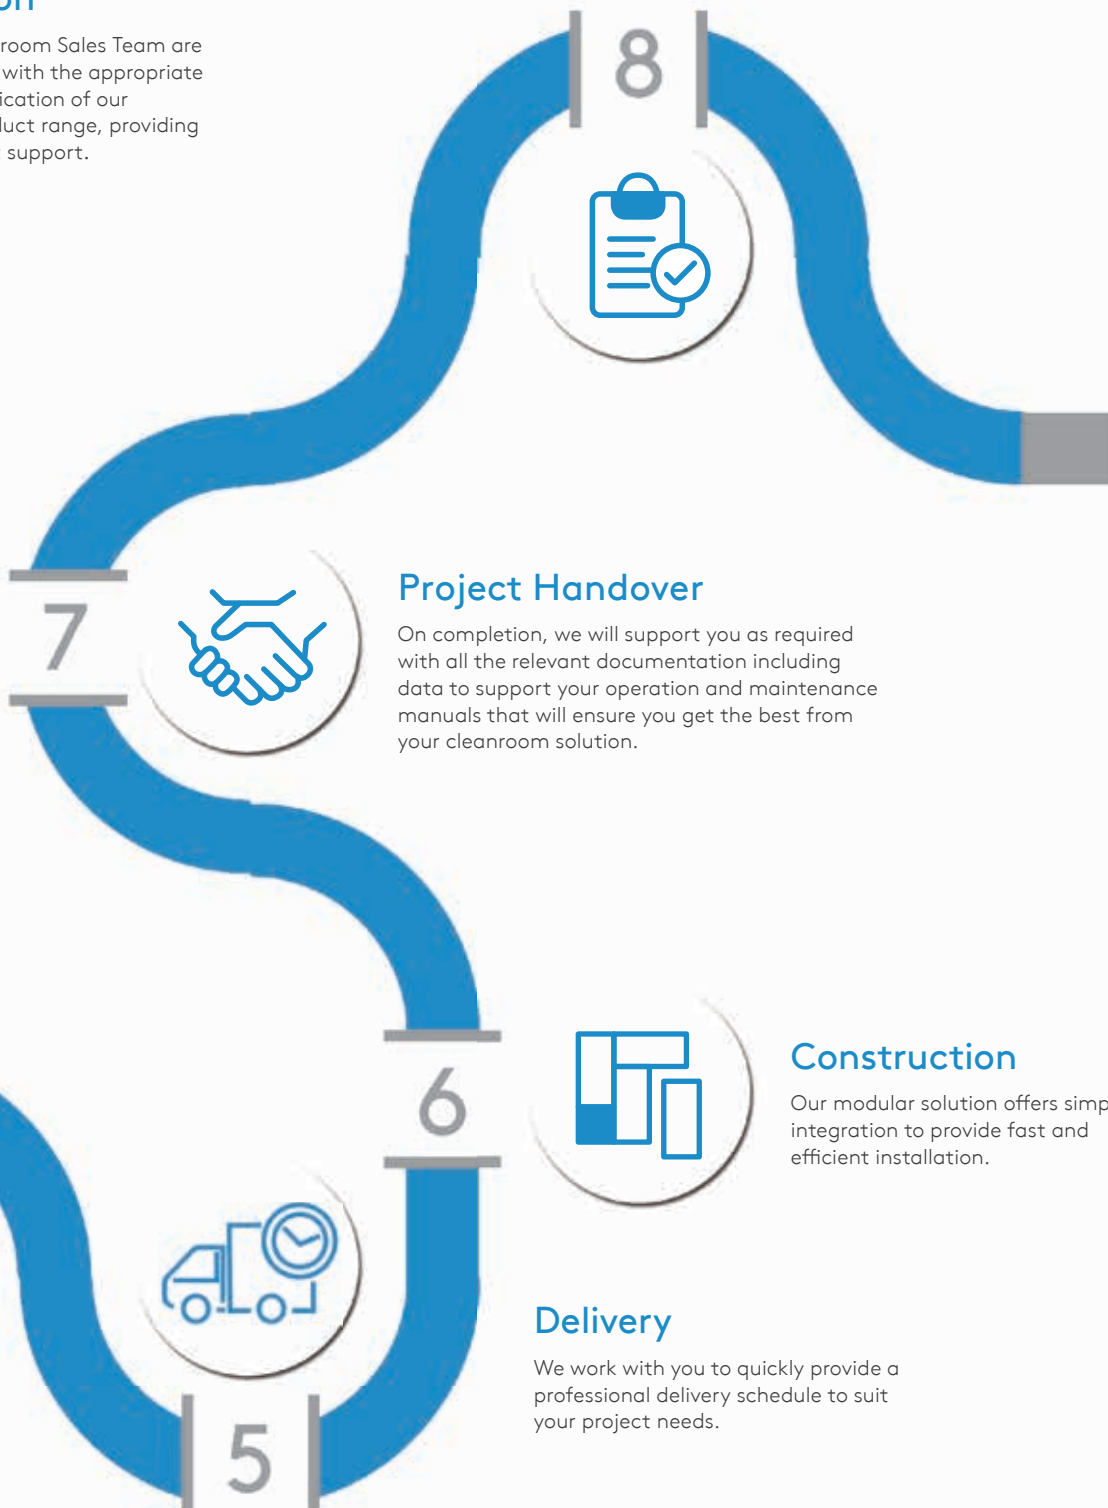 on
room Sales Team are
with the appropriate
ication of our
duct range, providing
support.
8
7
Project Handover
On completion, we will support you as required
with all the relevant documentation including
data to support your operation and maintenance
manuals that will ensure you get the best from
your cleanroom solution.
6
Construction
Our modular solution offers simp
integration to provide fast and
efficient installation.
Delivery
We work with you to quickly provide a
professional delivery schedule to suit
your project needs.
5